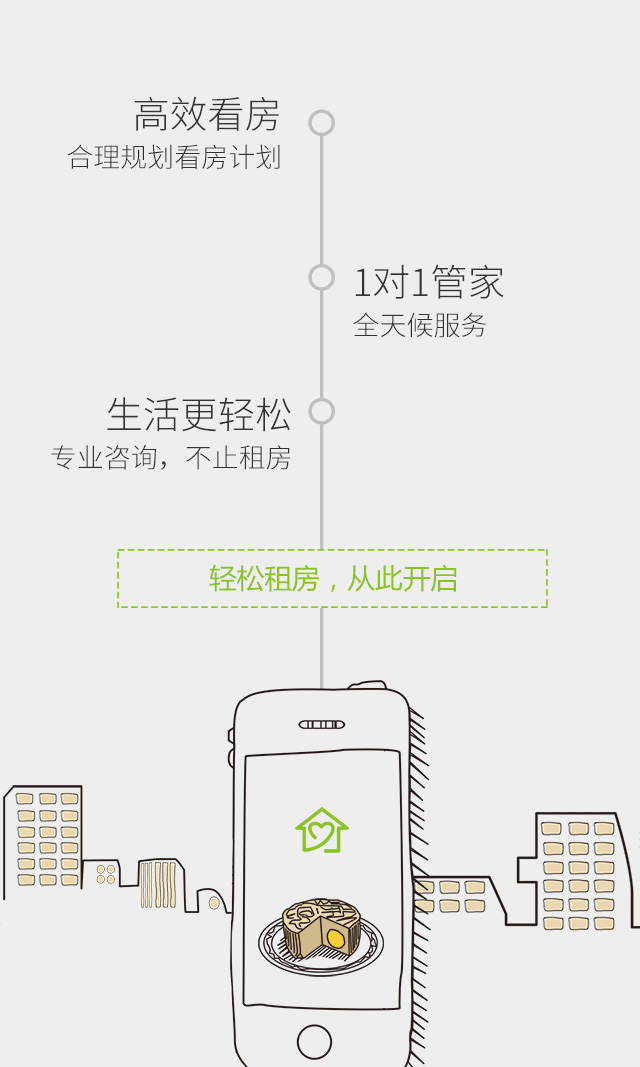 高效看房
合理规划看房计划
1对1管家
全天候服务
生活更轻松
专业咨询，不止租房
轻松租房，从此开启